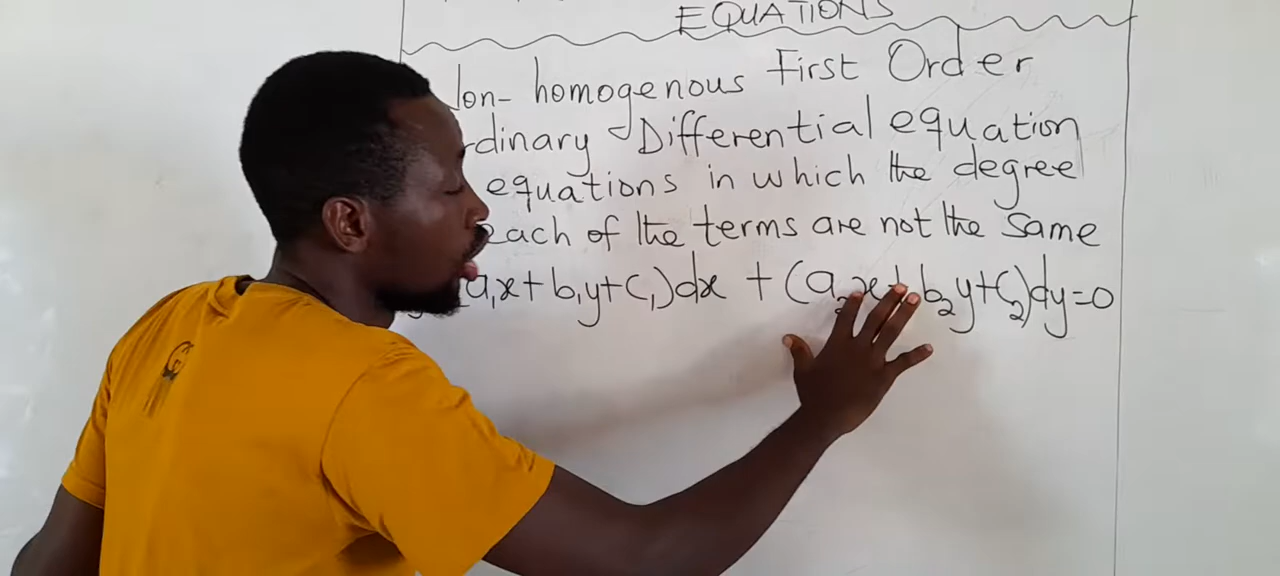 EQUATIONS
Non-homogenous First Order
rdinary Differential equation
equations in which the degree
each of the terms are not the same
(a₁x+b₁y+c₁)dx + (a₂x+b₂y+c₂)dy=0